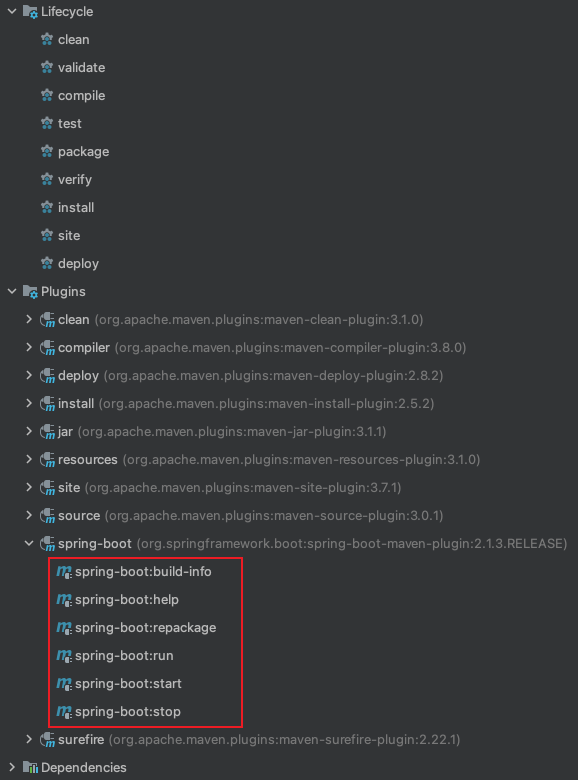 Lifecycle
clean
validate
compile
test
package
verify
install
site
deploy
Plugins
clean (org.apache.maven.plugins:maven-clean-plugin:3.1.0)
compiler (org.apache.maven.plugins:maven-compiler-plugin:3.8.0)
deploy (org.apache.maven.plugins:maven-deploy-plugin:2.8.2)
install (org.apache.maven.plugins:maven-install-plugin:2.5.2)
jar (org.apache.maven.plugins:maven-jar-plugin:3.1.1)
resources (org.apache.maven.plugins:maven-resources-plugin:3.1.0)
site (org.apache.maven.plugins:maven-site-plugin:3.7.1)
source (org.apache.maven.plugins:maven-source-plugin:3.0.1)
spring-boot (org.springframework.boot:spring-boot-maven-plugin:2.1.3.RELEASE)
spring-boot:build-info
spring-boot:help
spring-boot:repackage
spring-boot:run
spring-boot:start
spring-boot:stop
surefire (org.apache.maven.plugins:maven-surefire-plugin:2.22.1)
Dependencies